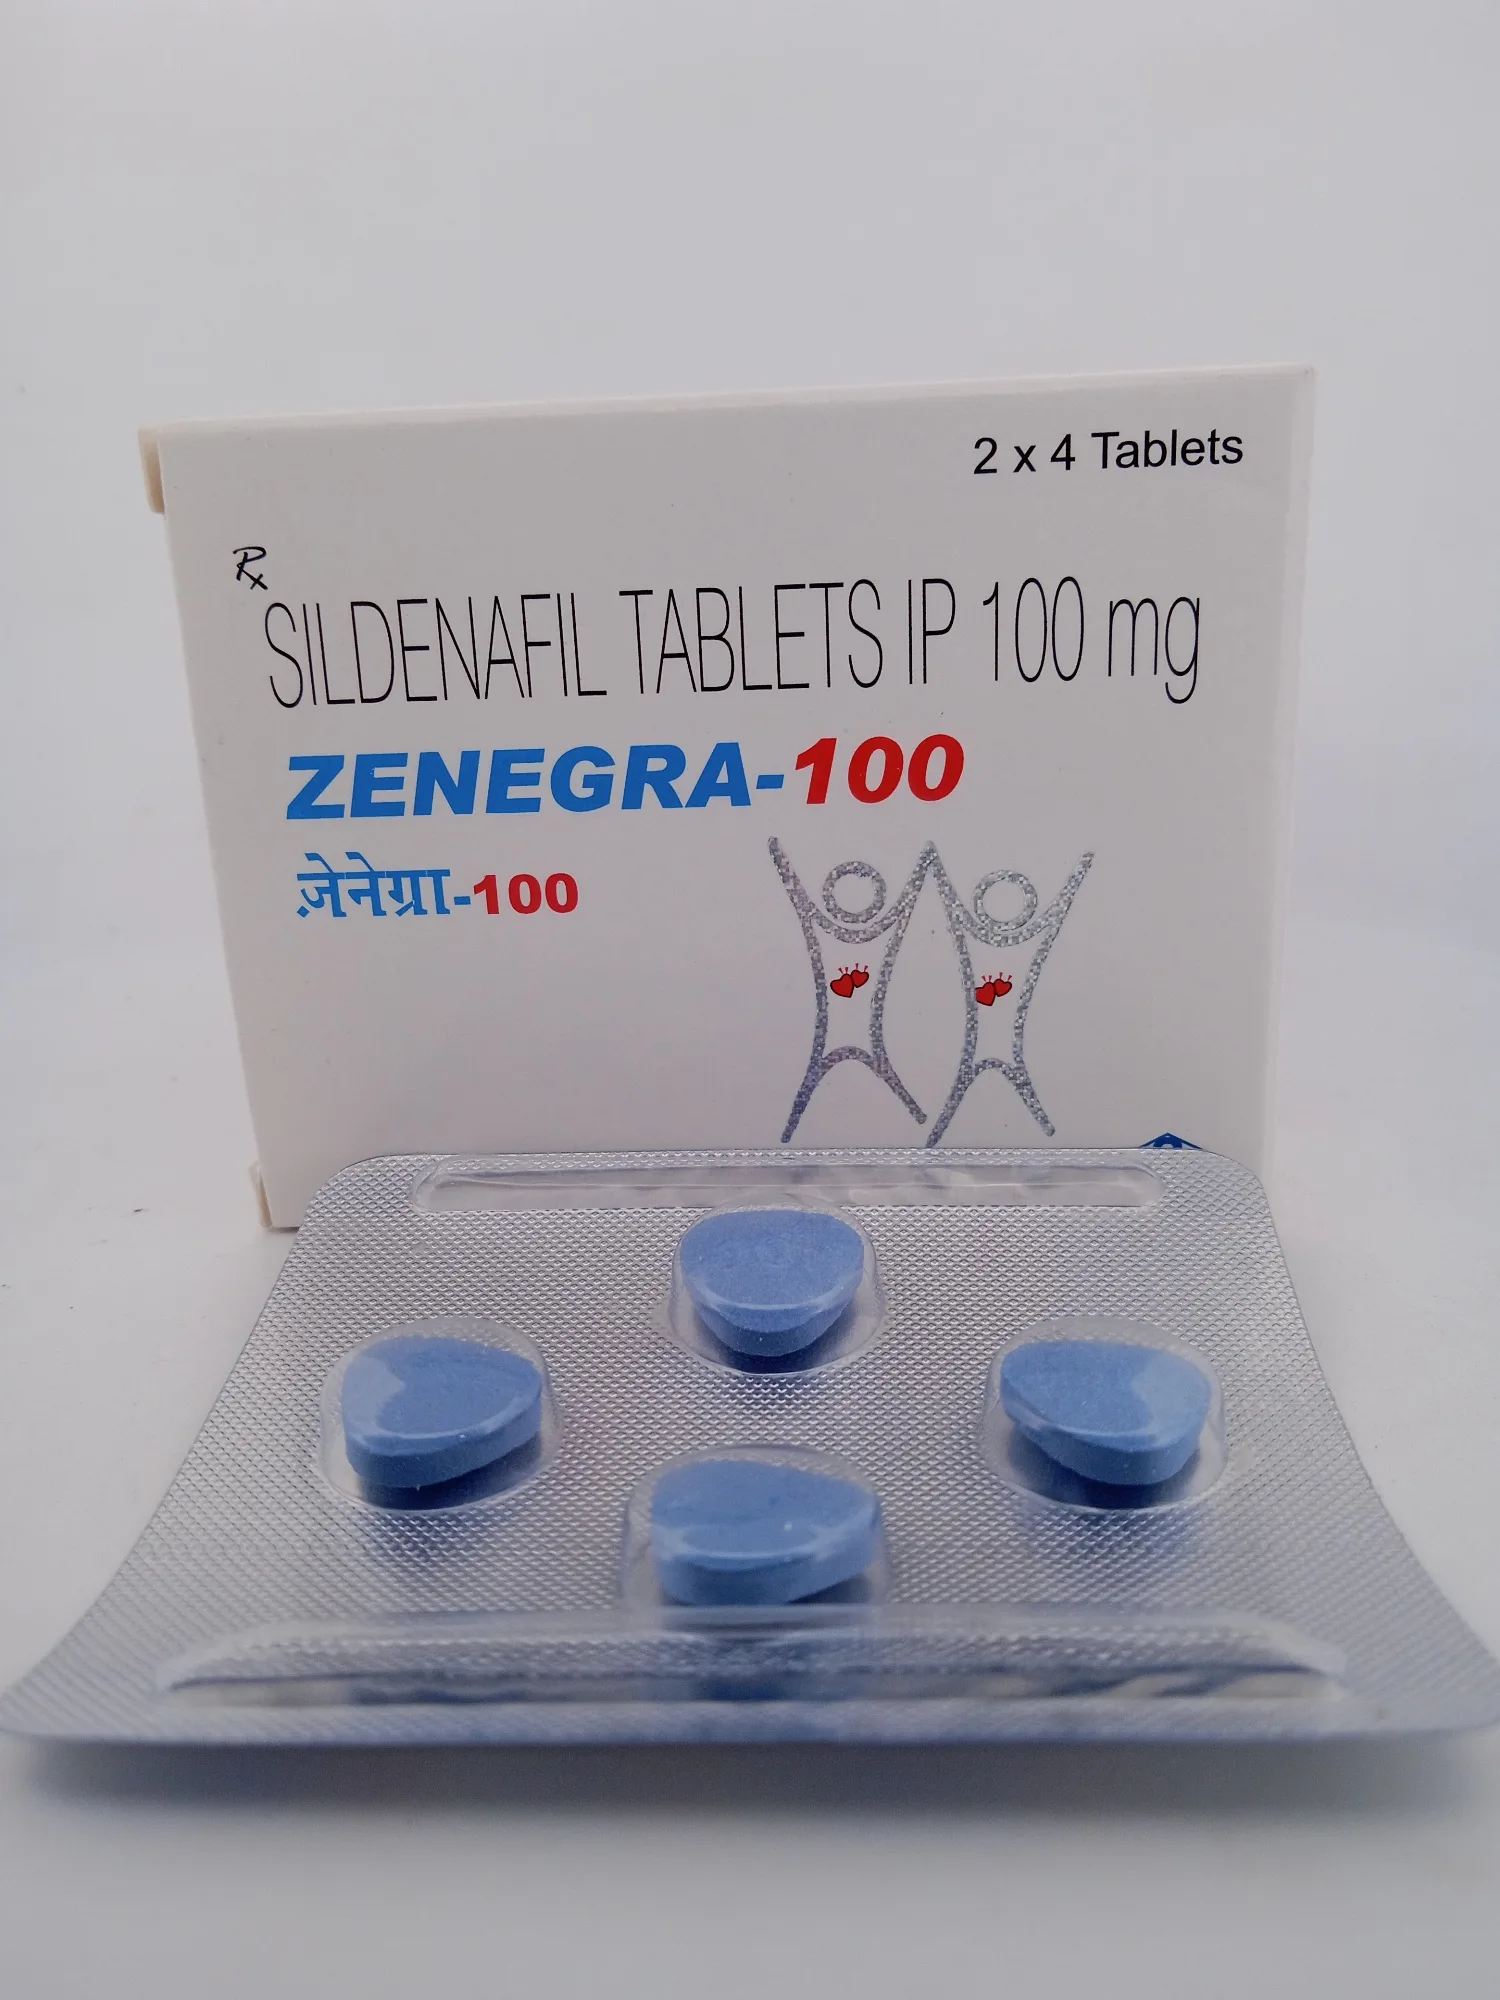 2 x 4 Tablets
Rx
SILDENAFIL TABLETS IP 100 mg
ZENEGRA-100
ज़ेनेग्रा-100